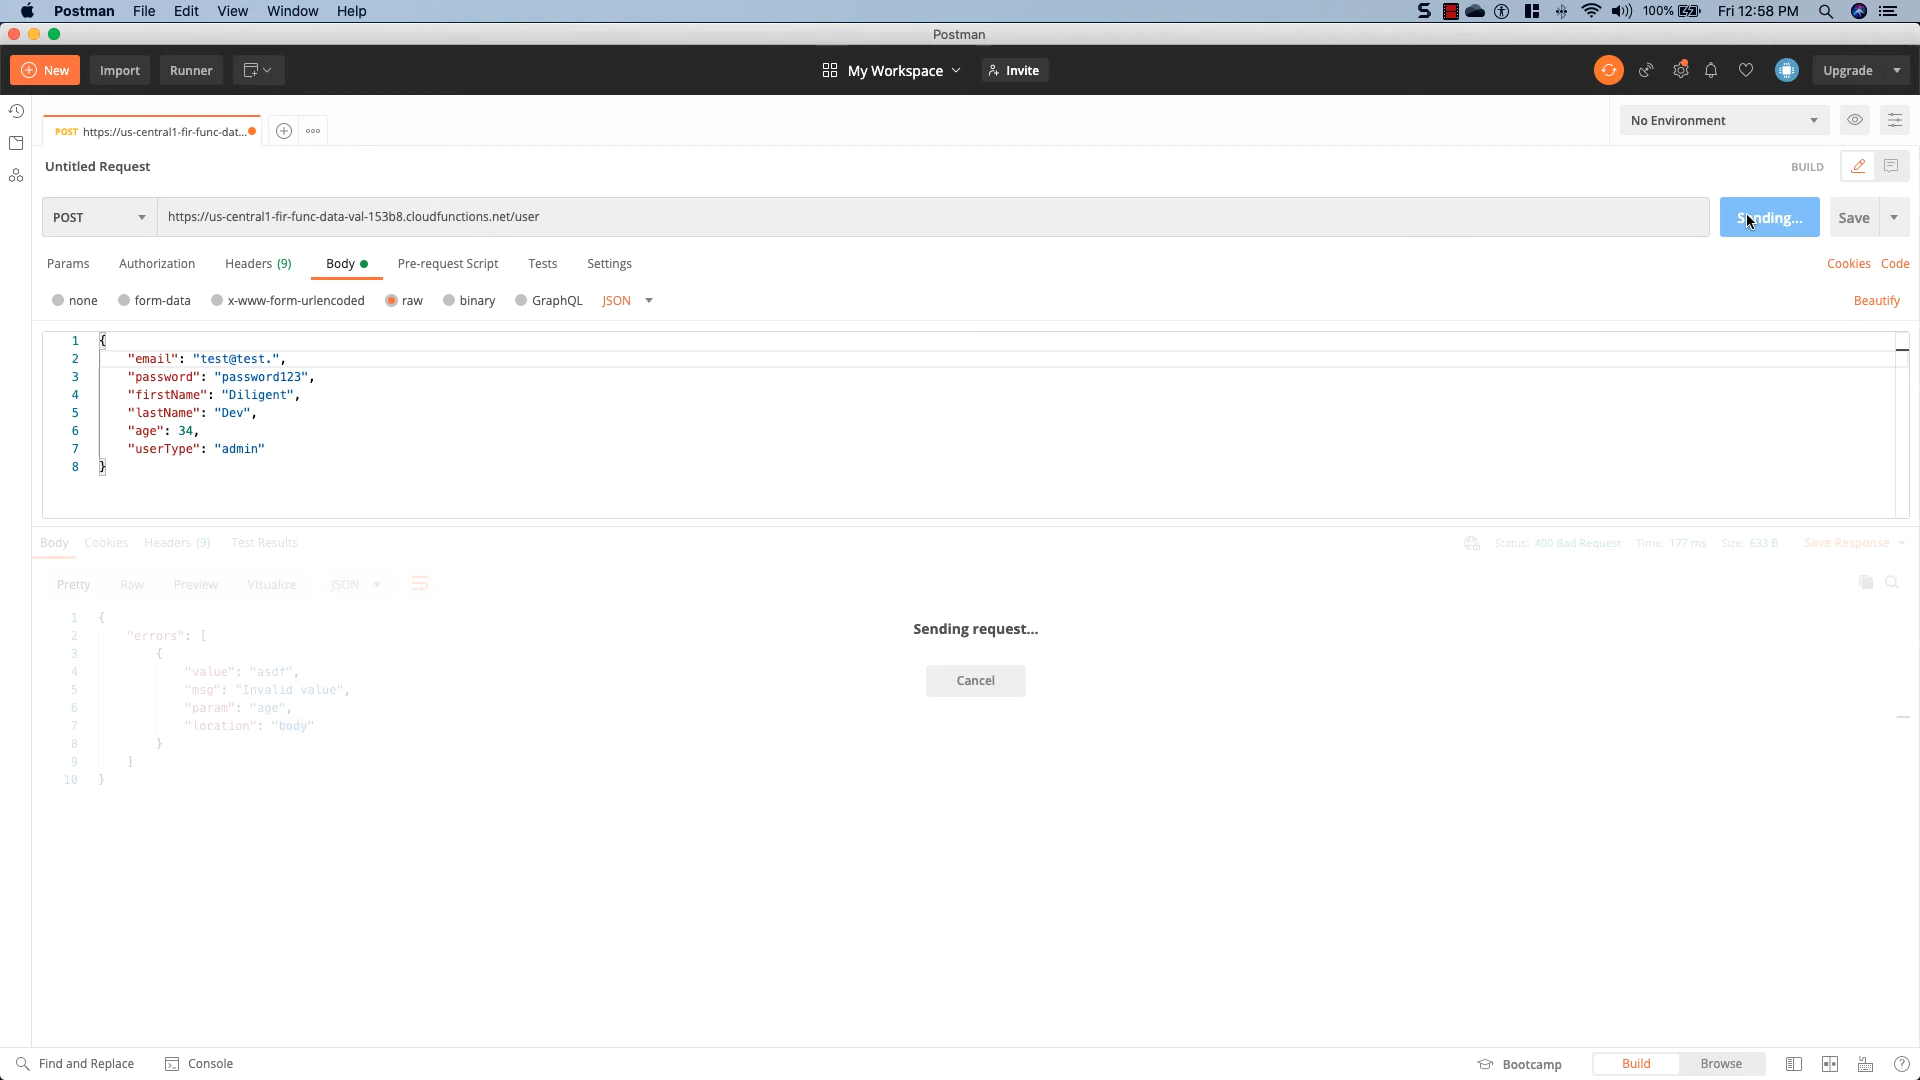 Postman File Edit View Window Help 100% Fri 12:58 PM
Postman
New Import Runner My Workspace Invite Upgrade
POST https://us-central1-fir-func-dat... No Environment
Untitled Request BUILD
POST https://us-central1-fir-func-data-val-153b8.cloudfunctions.net/user Sending... Save
Params Authorization Headers (9) Body Pre-request Script Tests Settings Cookies Code
none form-data x-www-form-urlencoded raw binary GraphQL JSON Beautify
1 {
2 "email": "test@test.",
3 "password": "password123",
4 "firstName": "Diligent",
5 "lastName": "Dev",
6 "age": 34,
7 "userType": "admin"
8 }
Body Cookies Headers (9) Test Results Status: 400 Bad Request Time: 177 ms Size: 633 B Save Response
Pretty Raw Preview Visualize JSON
1 {
2 "errors": [
3 {
4 "value": "asdf",
5 "msg": "Invalid value",
6 "param": "age",
7 "location": "body"
8 }
9 ]
10 }
Sending request...
Cancel
Find and Replace Console Bootcamp Build Browse